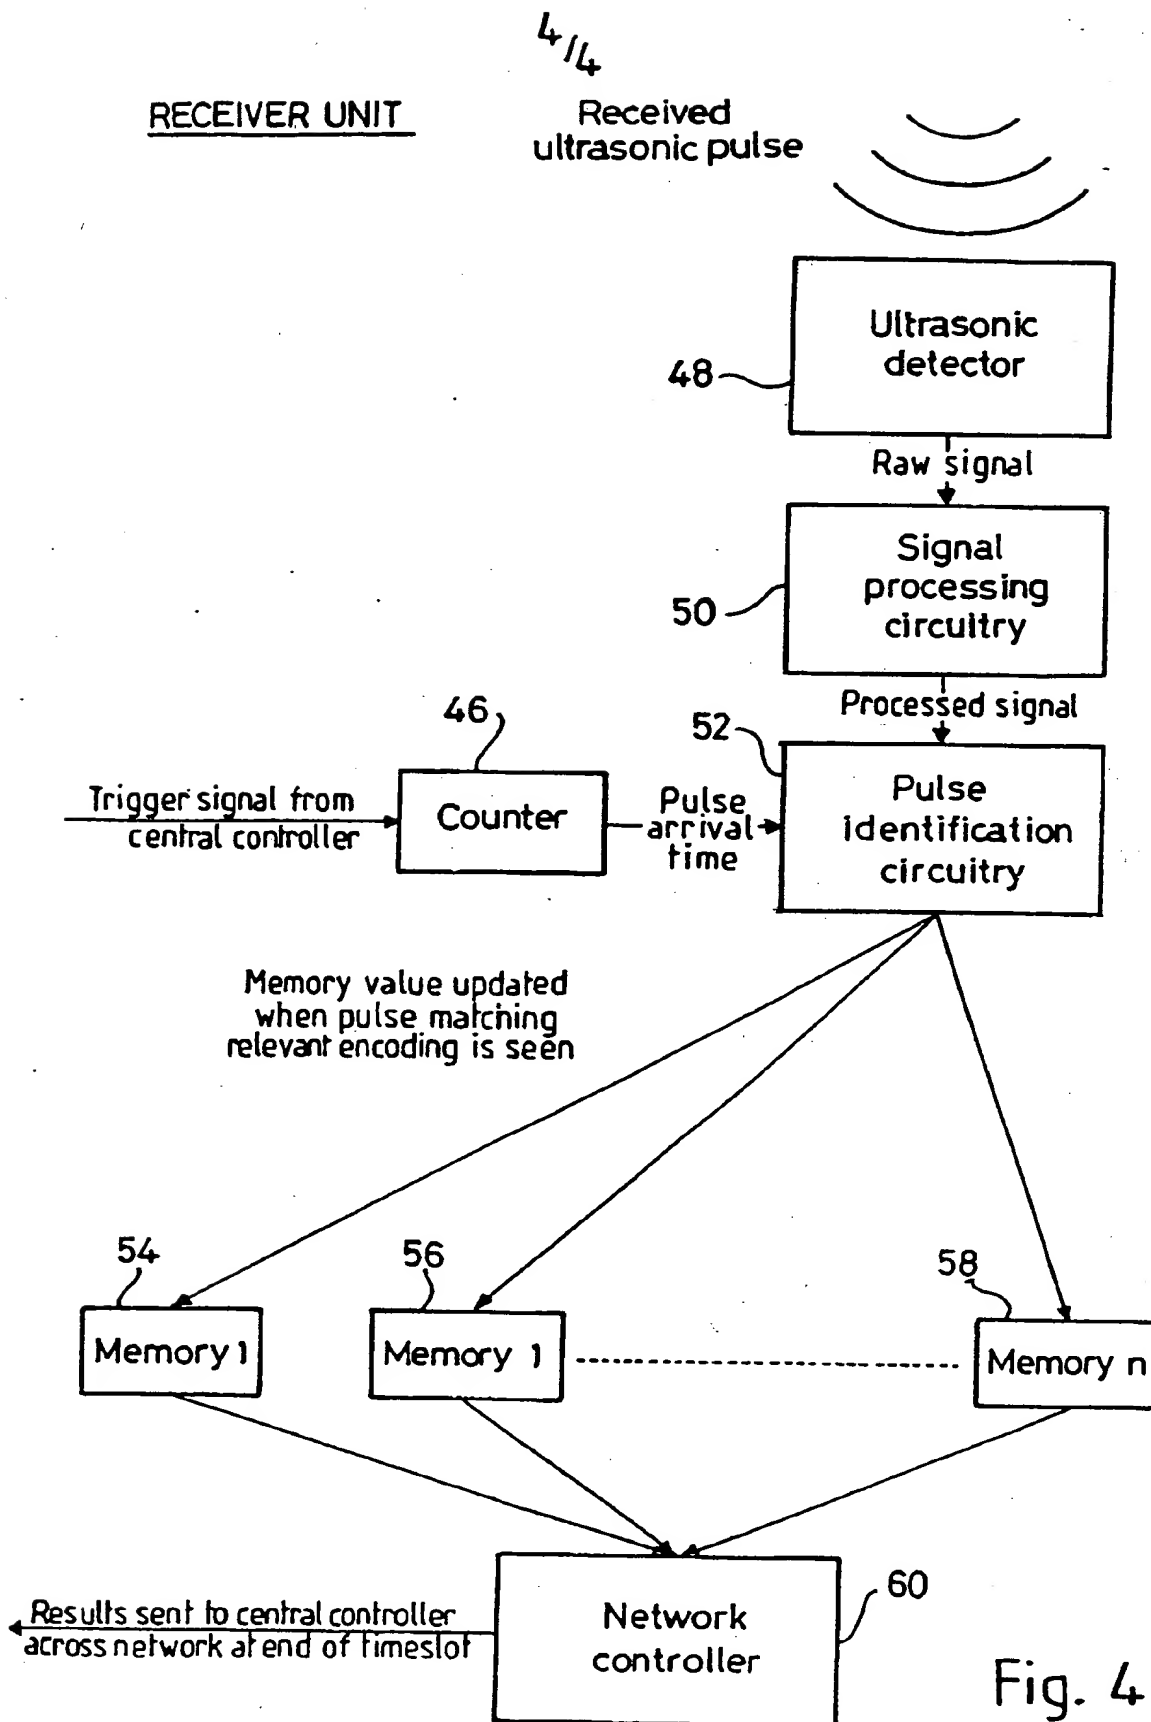 4/4
RECEIVER UNIT
Received
ultrasonic pulse
Ultrasonic
detector
48
Raw signal
Signal
processing
circuitry
50
Processed signal
46
52
Trigger signal from
central controller
Counter
Pulse
arrival
time
Pulse
identification
circuitry
Memory value updated
when pulse matching
relevant encoding is seen
54
56
58
Memory 1
Memory 1
Memory n
60
Results sent to central controller
across network at end of timeslot
Network
controller
Fig. 4